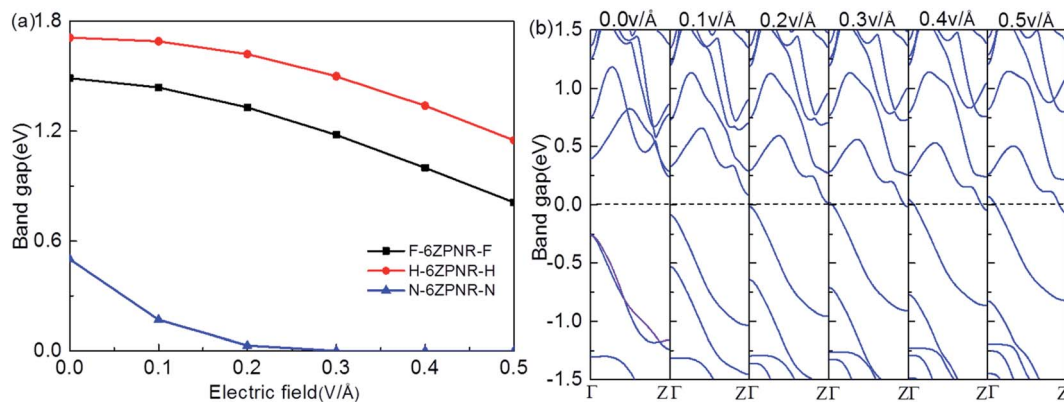 (a)
1.8
1.2
0.6
0.0
Band gap(eV)
F-6ZPNR-F
H-6ZPNR-H
N-6ZPNR-N
0.0 0.1 0.2 0.3 0.4 0.5
Electric field(V/Å)
(b)
0.0v/Å 0.1v/Å 0.2v/Å 0.3v/Å 0.4v/Å 0.5v/Å
1.5
1.0
0.5
0.0
-0.5
-1.0
-1.5
Band gap(eV)
Γ ZΓ ZΓ ZΓ ZΓ ZΓ Z